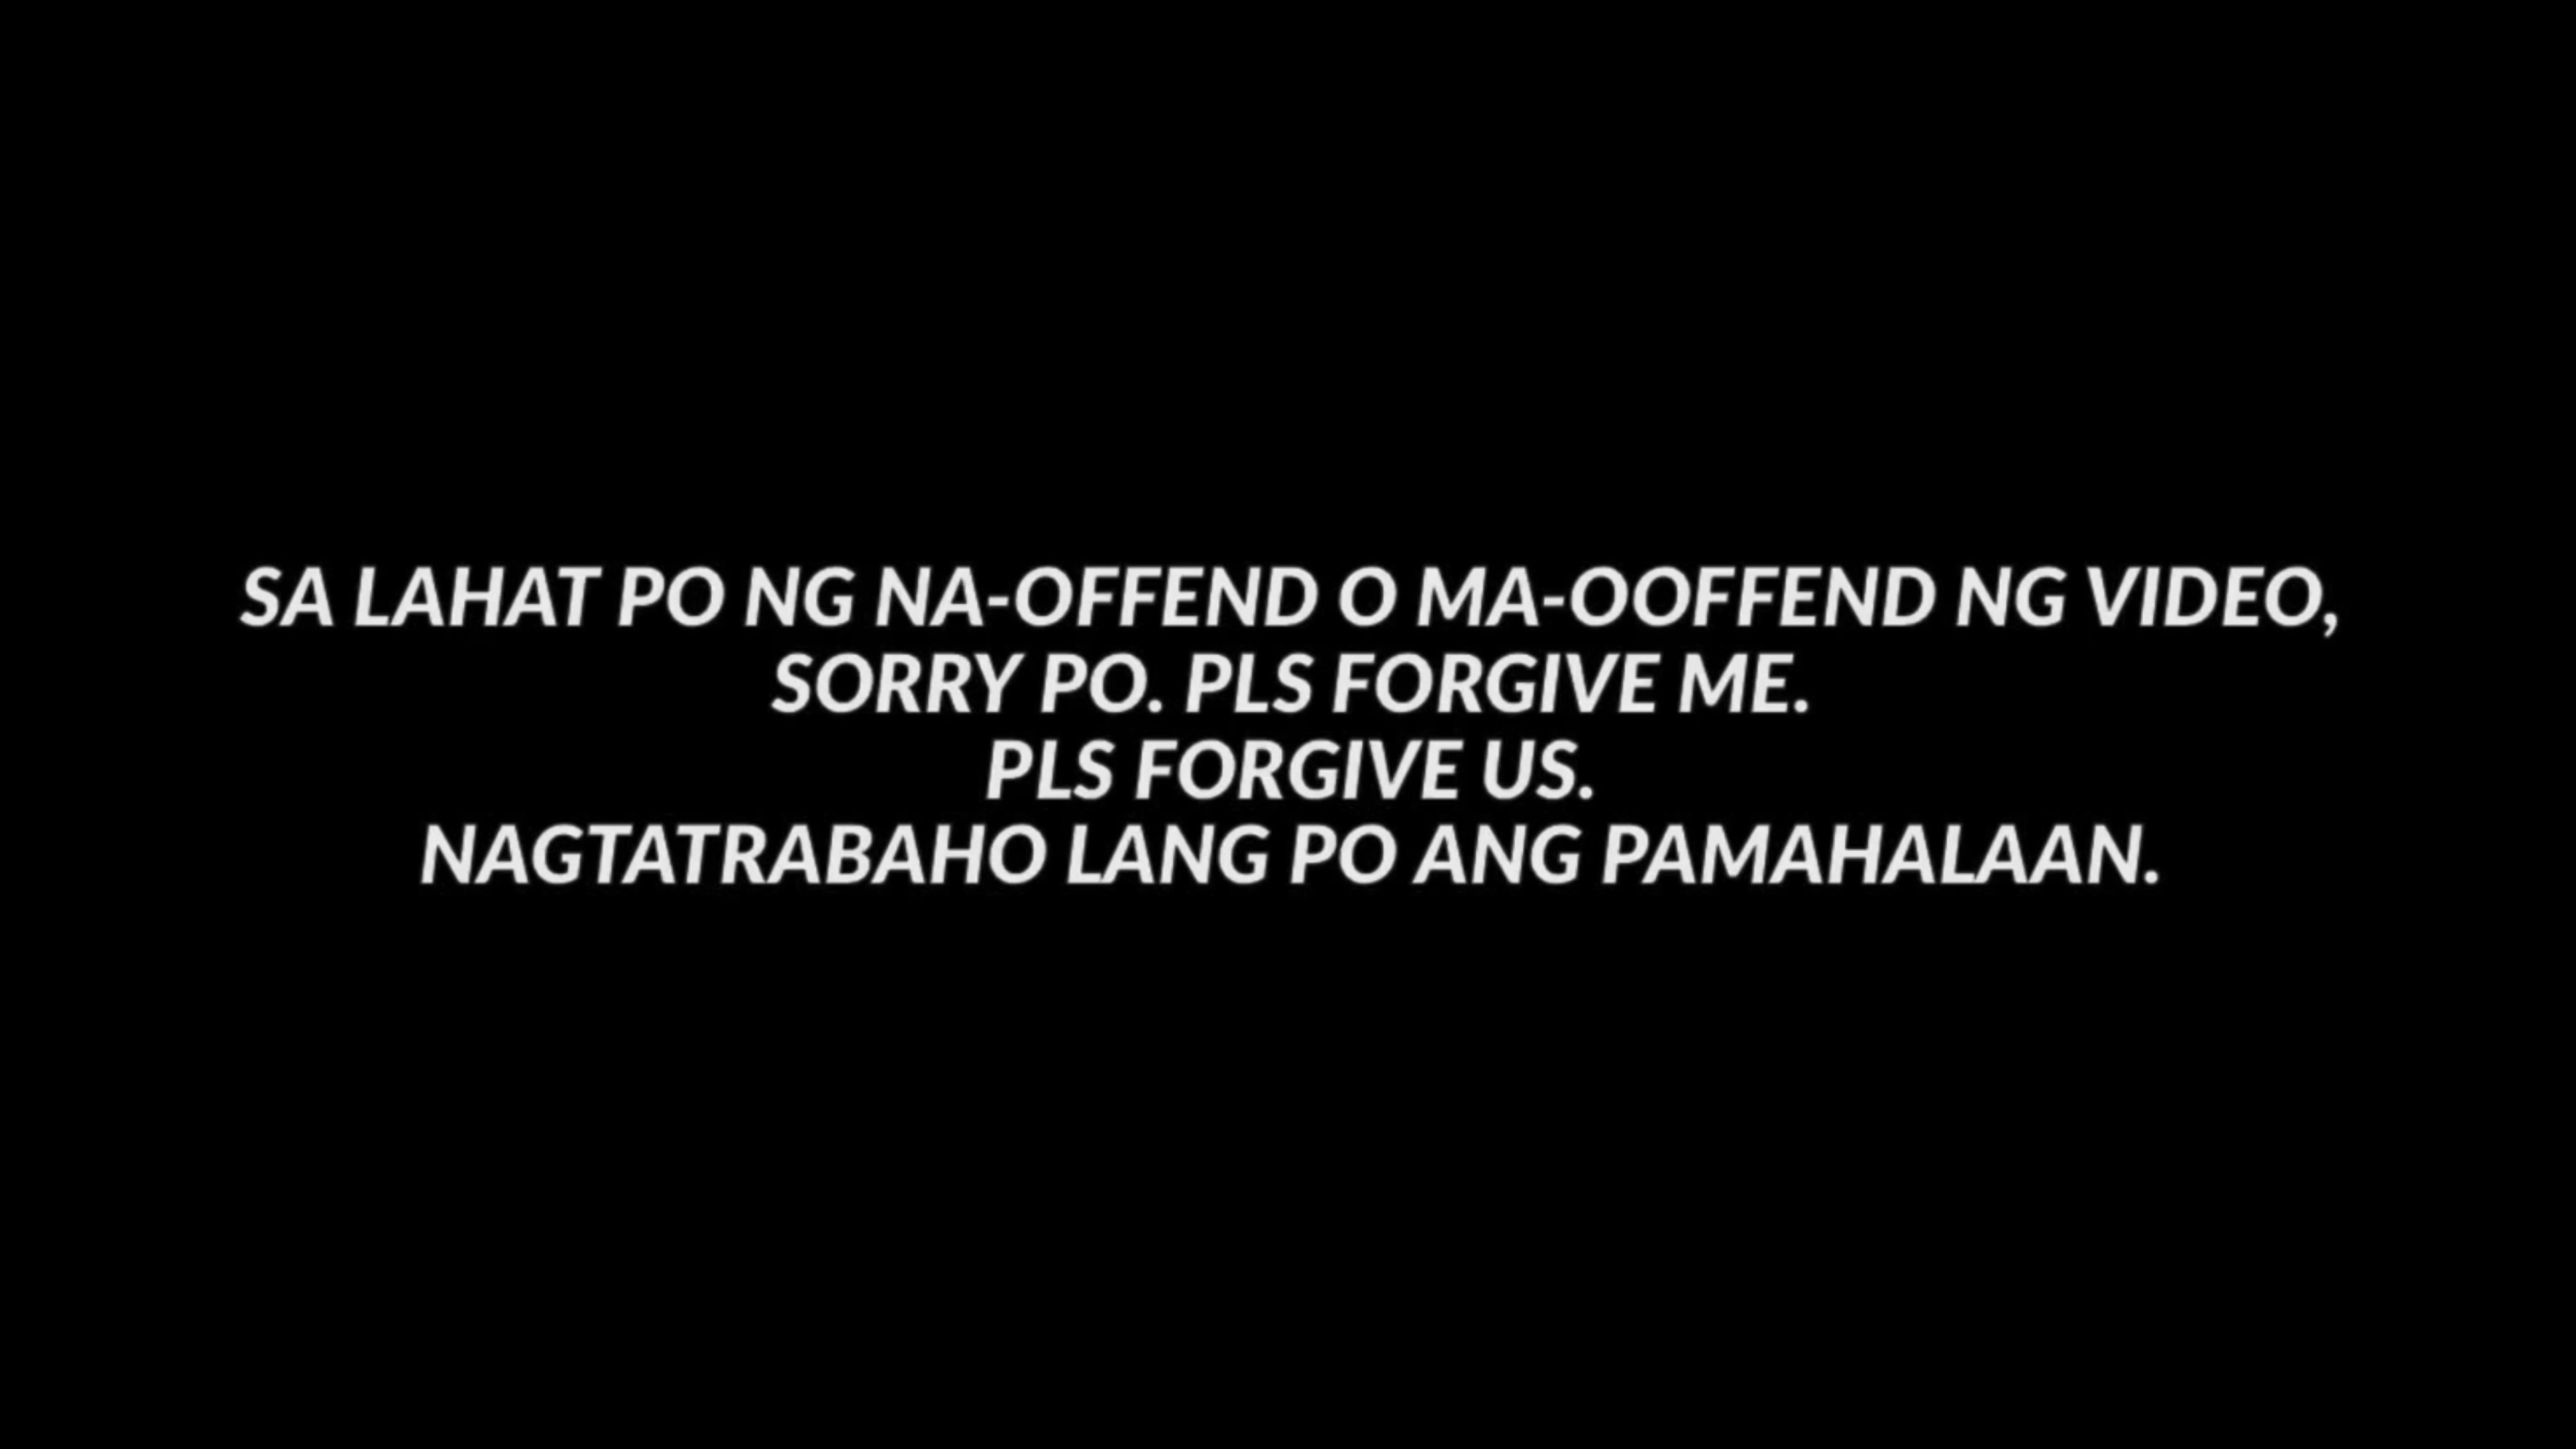 SA LAHAT PO NG NA-OFFEND O MA-OOFFEND NG VIDEO,
SORRY PO. PLS FORGIVE ME.
PLS FORGIVE US.
NAGTATRABAHO LANG PO ANG PAMAHALAAN.